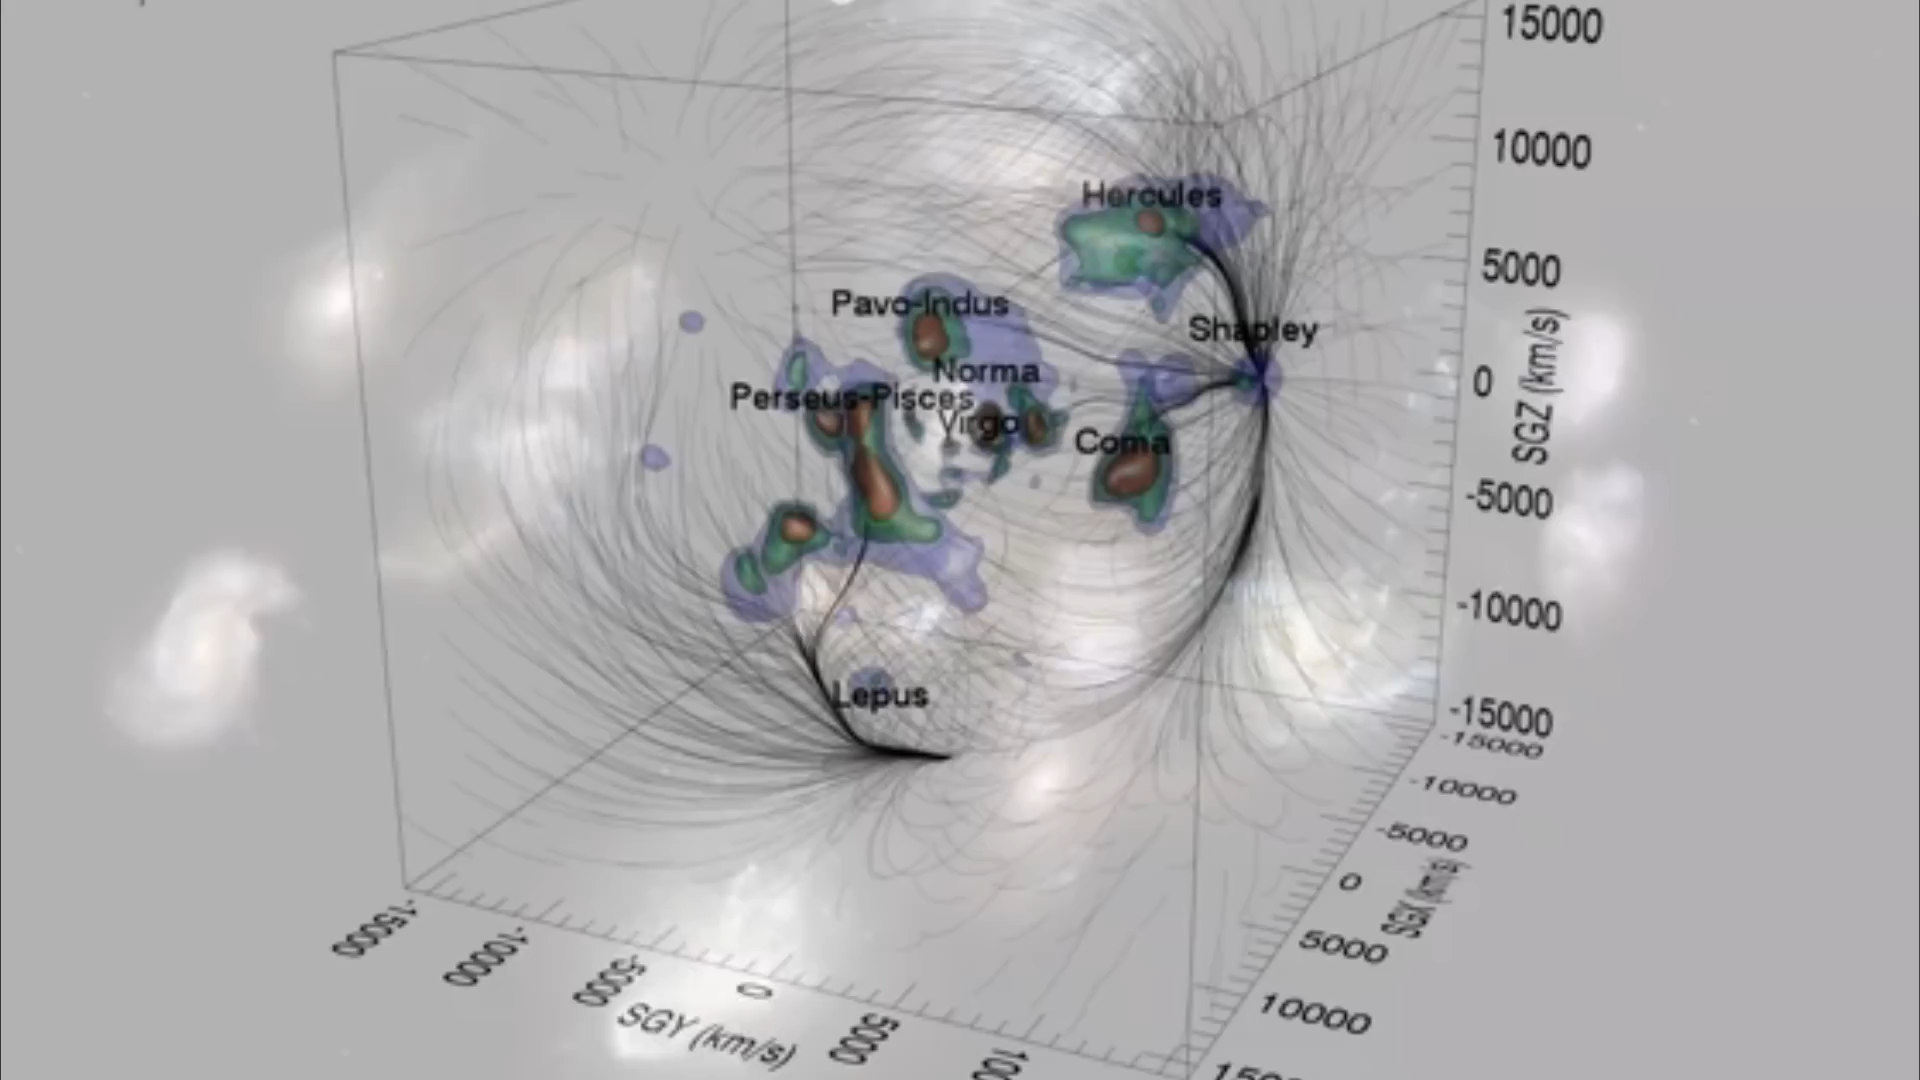 15000
10000
Hercules
5000
Pavo-Indus
Shapley
Norma
0
SGZ (km/s)
Perseus-Pisces
Virgo
Coma
-5000
-10000
Lepus
-15000
-15000
-10000
-5000
0
SGX (km/s)
5000
10000
-15000
-10000
-5000
0
5000
SGY (km/s)